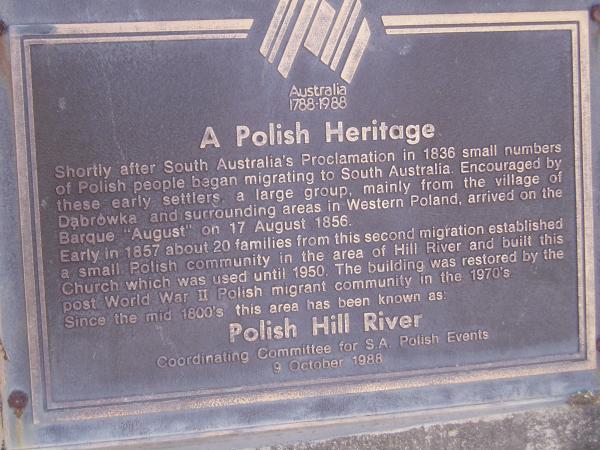 Australia
1788-1988
A Polish Heritage
Shortly after South Australia's Proclamation in 1836 small numbers
of Polish people began migrating to South Australia. Encouraged by
these early settlers, a large group, mainly from the village of
Dąbrówka and surrounding areas in Western Poland, arrived on the
Barque "August" on 17 August 1856.
Early in 1857 about 20 families from this second migration established
a small Polish community in the area of Hill River and built this
Church which was used until 1950. The building was restored by the
post World War II Polish migrant community in the 1970's
Since the mid 1800's this area has been known as:
Polish Hill River
Coordinating Committee for S.A. Polish Events
9 October 1988